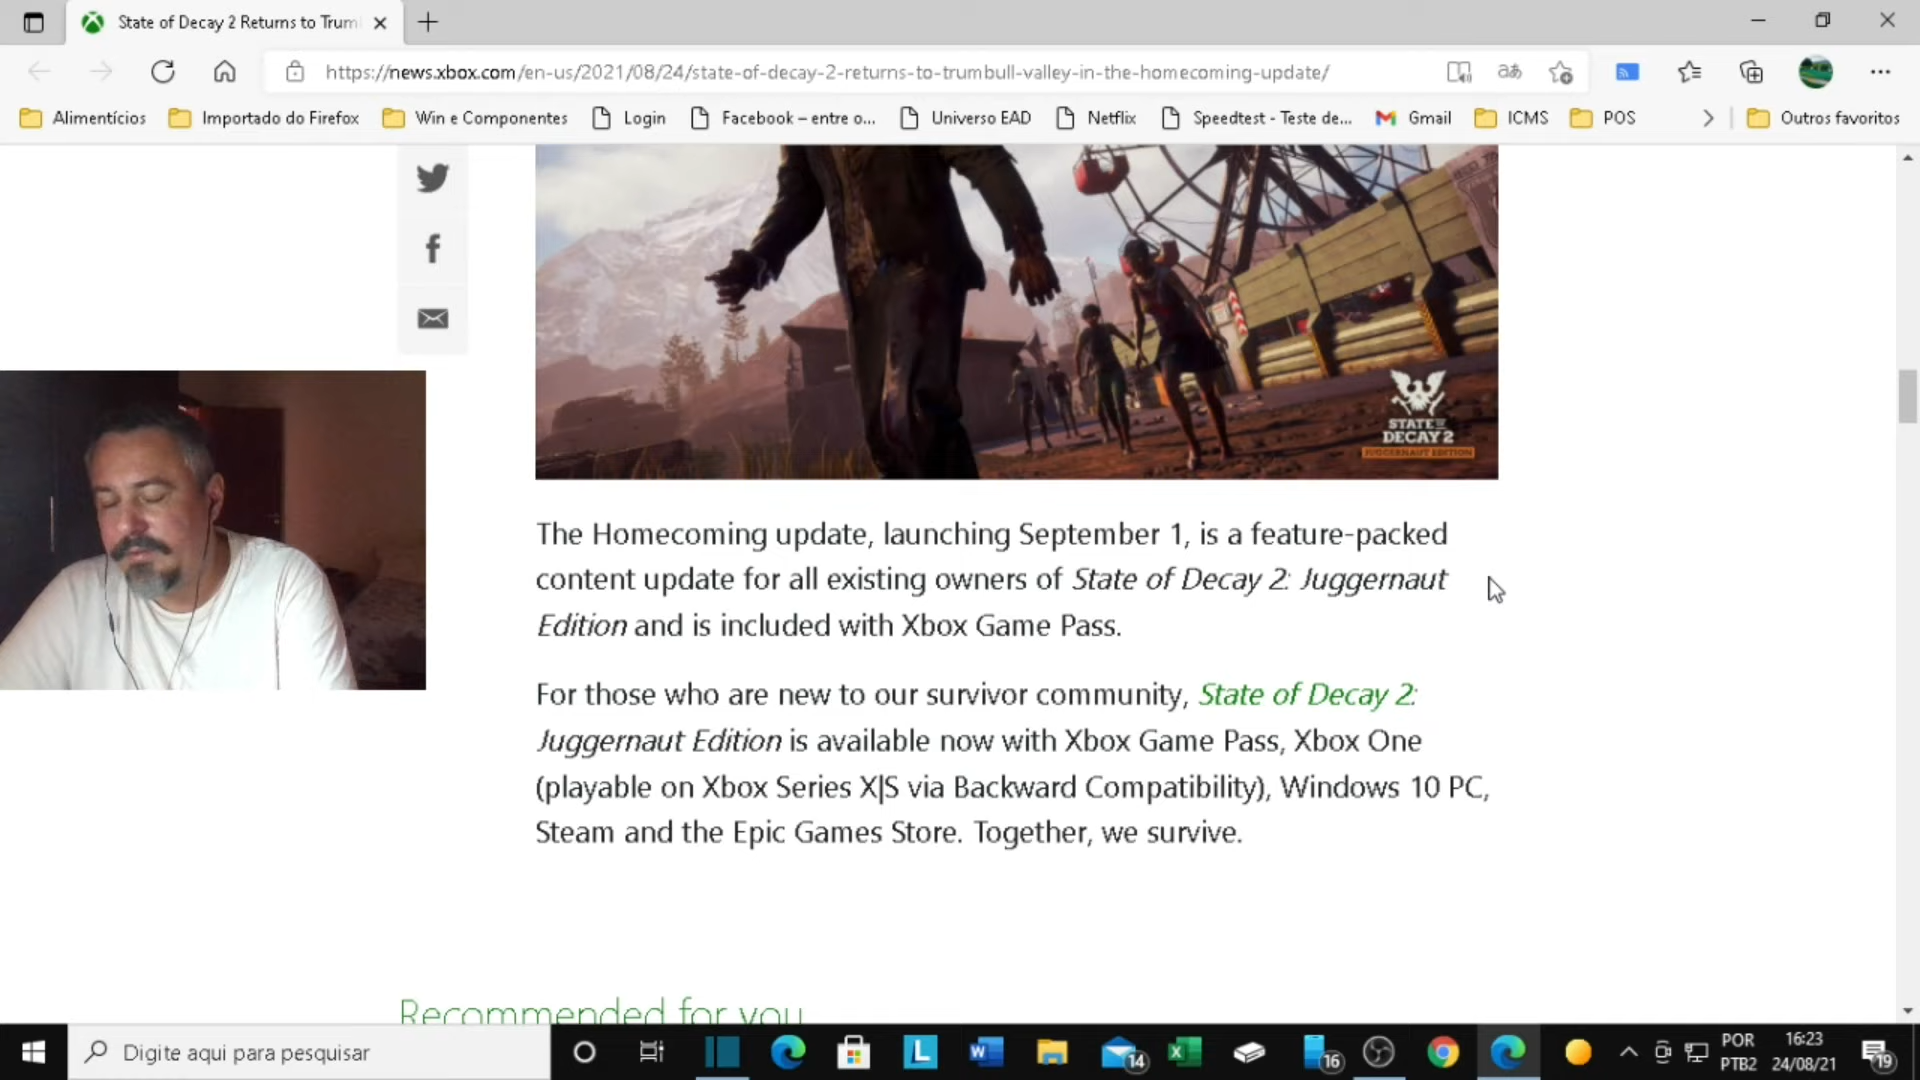 State of Decay 2 Returns to Trum
https://news.xbox.com/en-us/2021/08/24/state-of-decay-2-returns-to-trumbull-valley-in-the-homecoming-update/
Alimentícios Importado do Firefox Win e Componentes Login Facebook – entre o... Universo EAD Netflix Speedtest - Teste de... Gmail ICMS POS Outros favoritos
STATE OF
DECAY 2
JUGGERNAUT EDITION
The Homecoming update, launching September 1, is a feature-packed
content update for all existing owners of State of Decay 2: Juggernaut
Edition and is included with Xbox Game Pass.
For those who are new to our survivor community, State of Decay 2:
Juggernaut Edition is available now with Xbox Game Pass, Xbox One
(playable on Xbox Series X|S via Backward Compatibility), Windows 10 PC,
Steam and the Epic Games Store. Together, we survive.
Recommended for you
Digite aqui para pesquisar
14
16
POR
PTB2
16:23
24/08/21
19